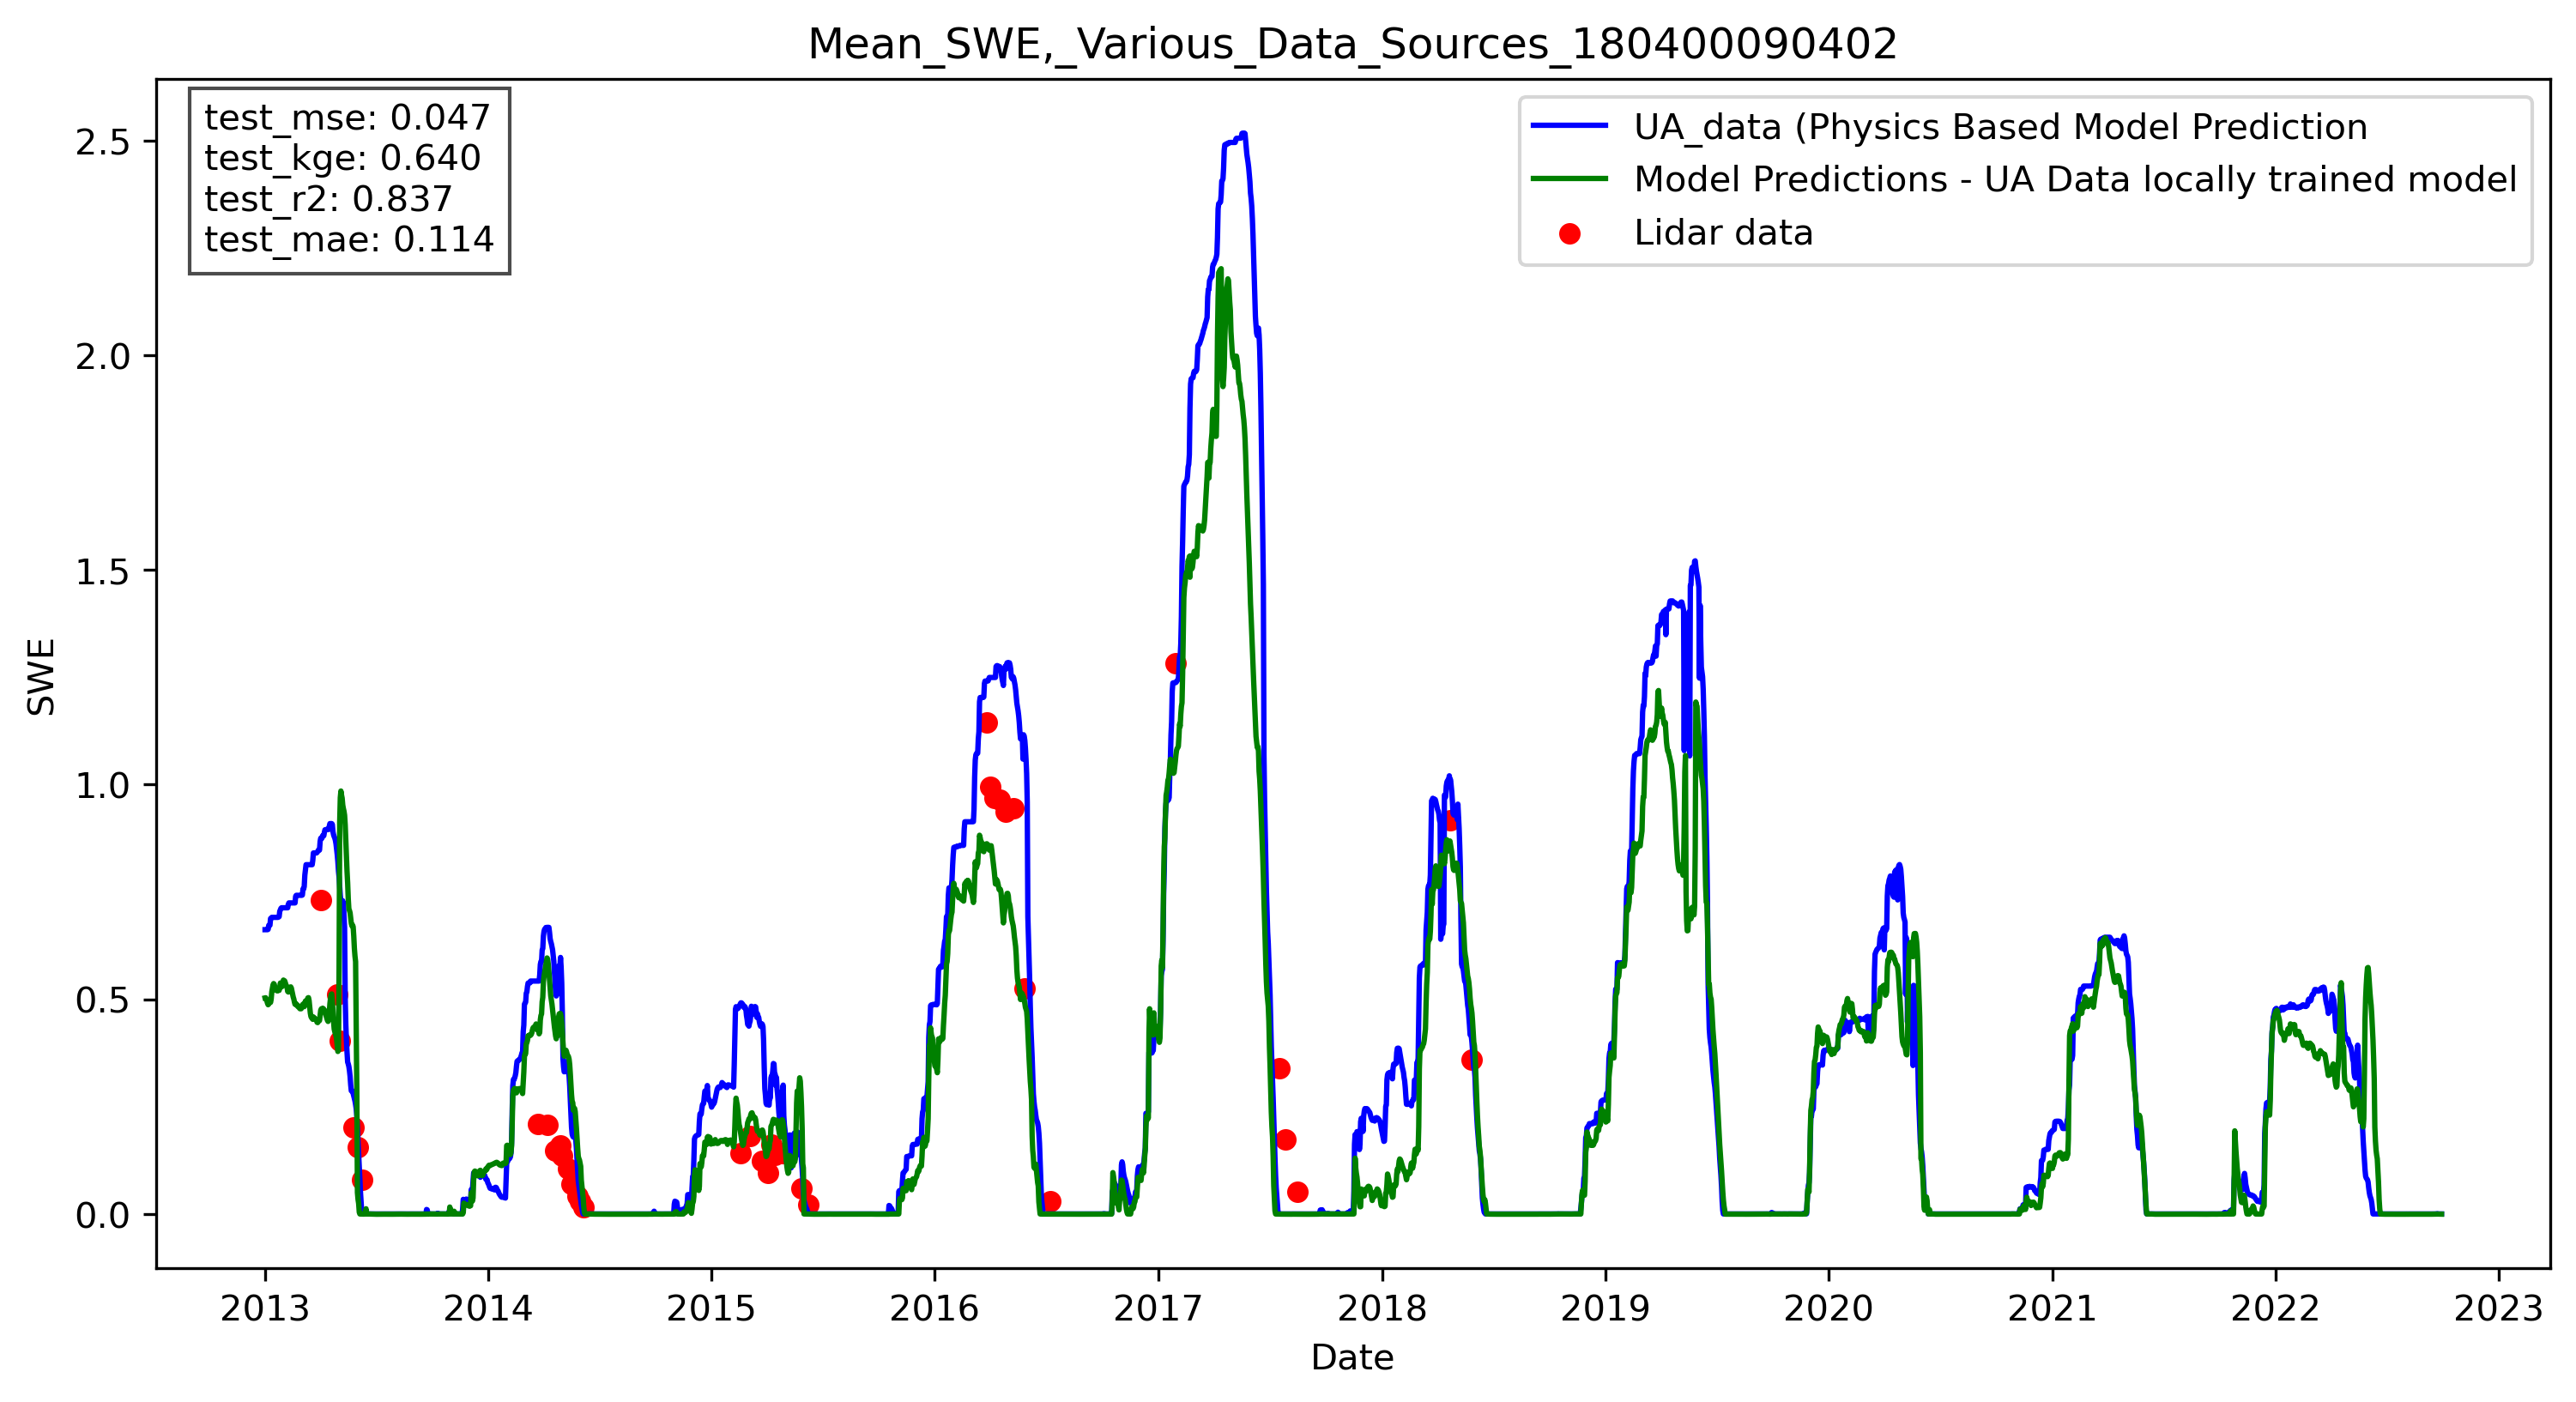 Mean_SWE,_Various_Data_Sources_180400090402
test_mse: 0.047
test_kge: 0.640
test_r2: 0.837
test_mae: 0.114
UA_data (Physics Based Model Prediction
Model Predictions - UA Data locally trained model
Lidar data
2.5
2.0
1.5
1.0
0.5
0.0
SWE
2013 2014 2015 2016 2017 2018 2019 2020 2021 2022 2023
Date